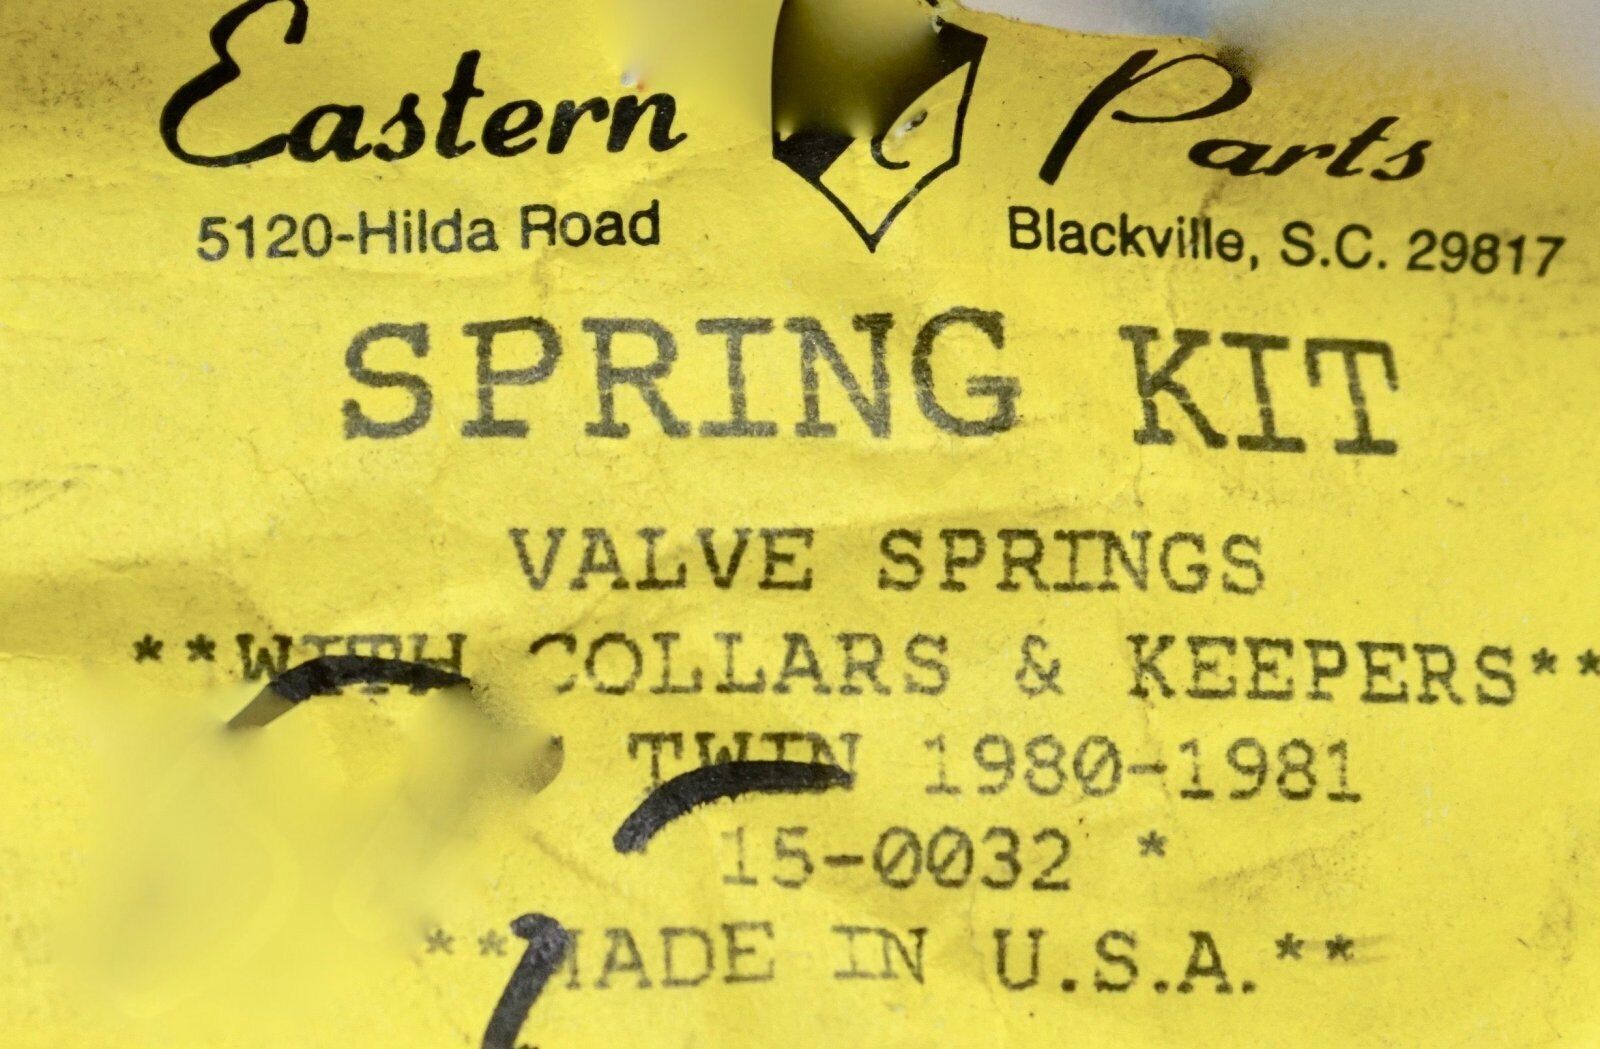 Eastern Parts
5120-Hilda Road Blackville, S.C. 29817
SPRING KIT
VALVE SPRINGS
**WITH COLLARS & KEEPERS**
TWIN 1980-1981
15-0032 *
**MADE IN U.S.A.**